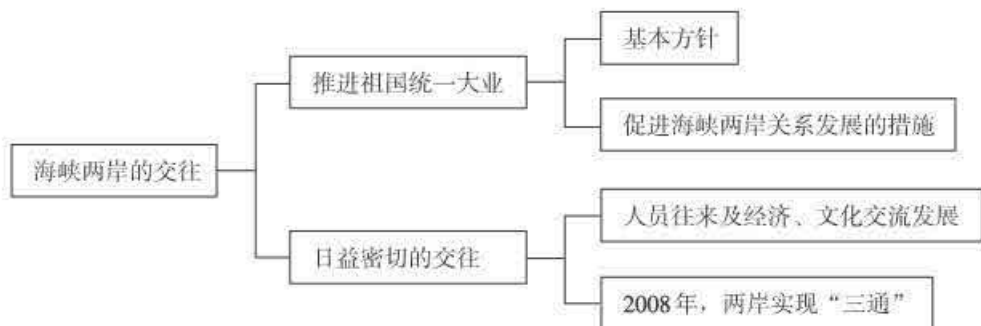 海峡两岸的交往
推进祖国统一大业
基本方针
促进海峡两岸关系发展的措施
日益密切的交往
人员往来及经济、文化交流发展
2008年，两岸实现“三通”